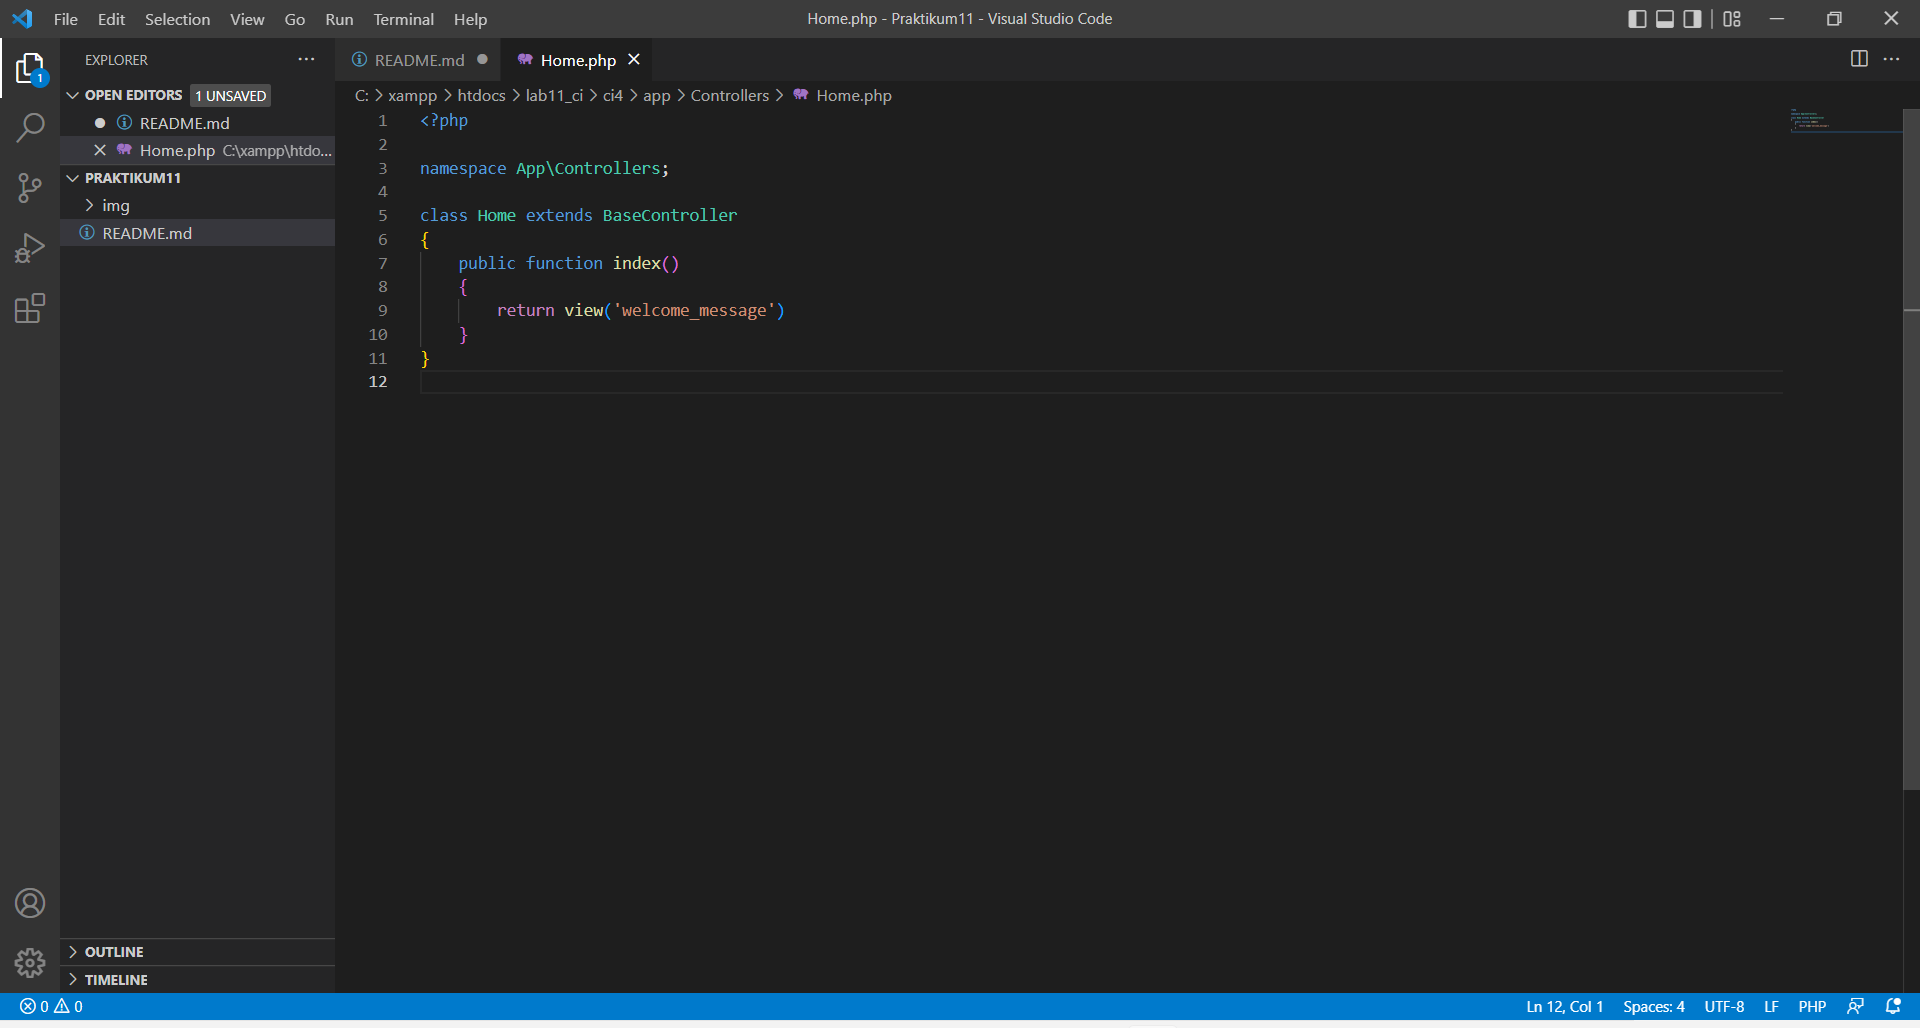 File Edit Selection View Go Run Terminal Help
Home.php - Praktikum11 - Visual Studio Code
EXPLORER
1
OPEN EDITORS 1 UNSAVED
README.md
Home.php C:\xampp\htdo...
PRAKTIKUM11
img
README.md
OUTLINE
TIMELINE
README.md Home.php
C: > xampp > htdocs > lab11_ci > ci4 > app > Controllers > Home.php
1 <?php
2
3 namespace App\Controllers;
4
5 class Home extends BaseController
6 {
7     public function index()
8     {
9         return view('welcome_message')
10     }
11 }
12
0 0
Ln 12, Col 1 Spaces: 4 UTF-8 LF PHP